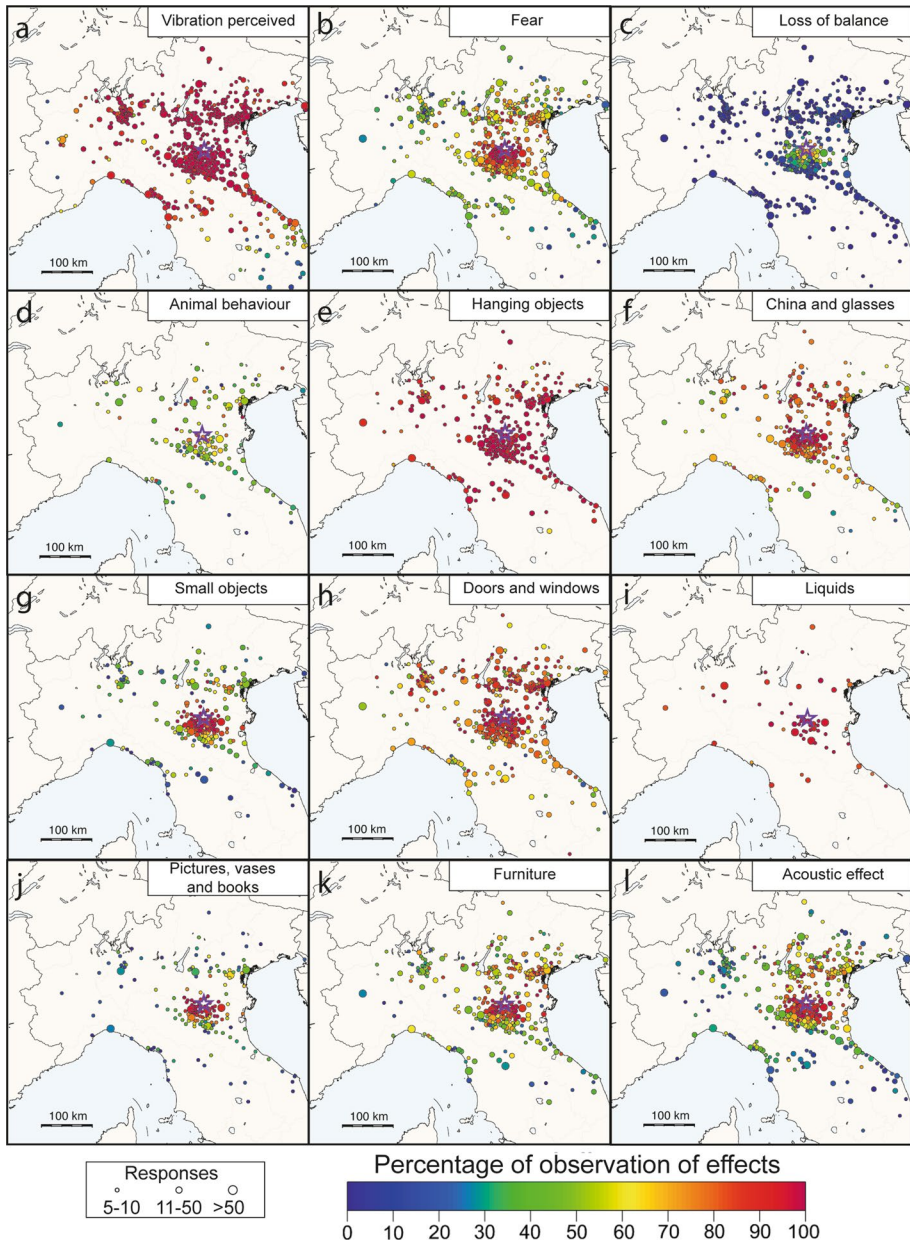 a Vibration perceived
b Fear
c Loss of balance
100 km
100 km
100 km
d Animal behaviour
e Hanging objects
f China and glasses
100 km
100 km
100 km
g Small objects
h Doors and windows
i Liquids
100 km
100 km
100 km
j Pictures, vases
and books
k Furniture
l Acoustic effect
100 km
100 km
100 km
Responses
5-10 11-50 >50
Percentage of observation of effects
0 10 20 30 40 50 60 70 80 90 100